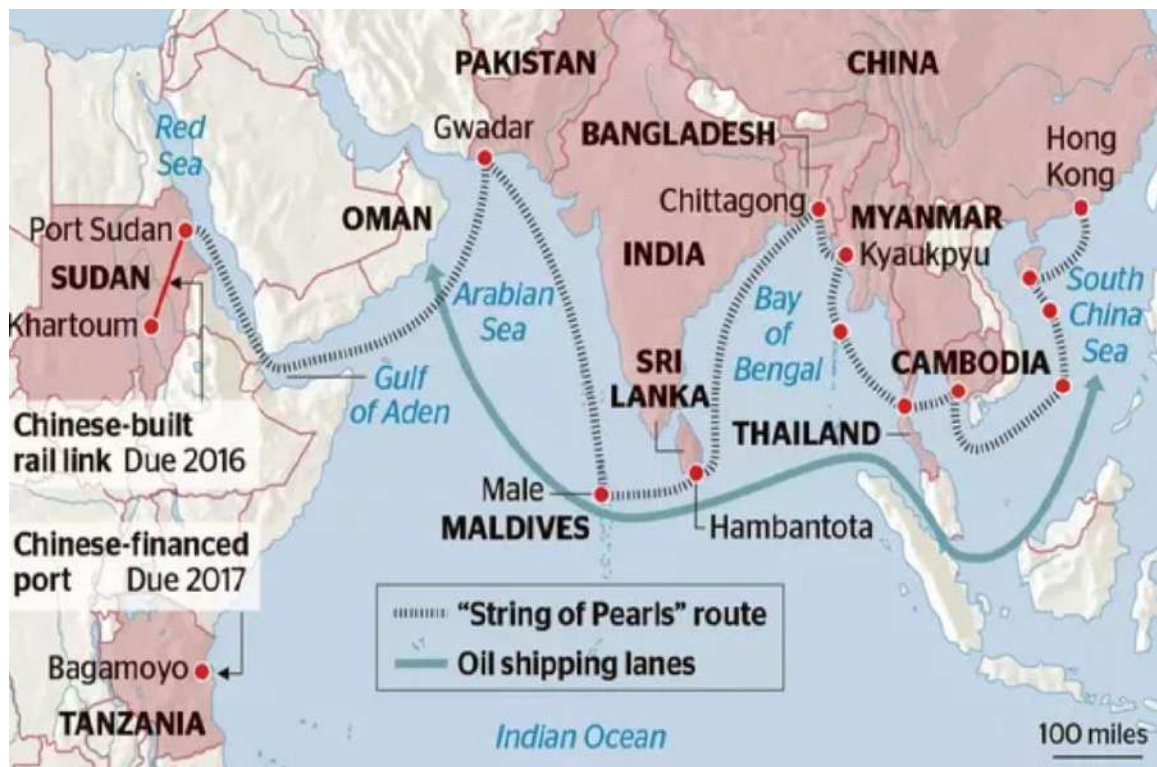 PAKISTAN
CHINA
Red
Sea
Gwadar
BANGLADESH
Hong
Kong
Port Sudan
OMAN
Chittagong
MYANMAR
SUDAN
INDIA
Kyaukpyu
Khartoum
Arabian
Sea
Bay
of
Bengal
South
China
Sea
Gulf
of Aden
SRI
LANKA
CAMBODIA
THAILAND
Chinese-built
rail link Due 2016
Male
MALDIVES
Hambantota
Chinese-financed
port Due 2017
"String of Pearls" route
Oil shipping lanes
Bagamoyo
TANZANIA
Indian Ocean
100 miles